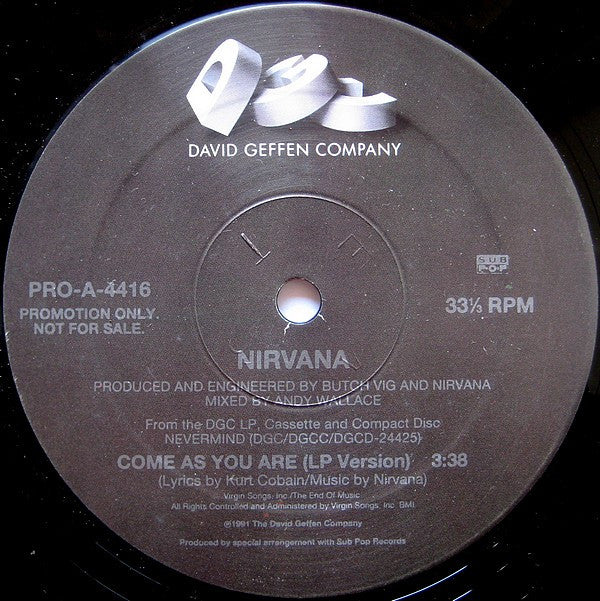 DGC
DAVID GEFFEN COMPANY
SUB
POP
PRO-A-4416
PROMOTION ONLY.
NOT FOR SALE.
33⅓ RPM
NIRVANA
PRODUCED AND ENGINEERED BY BUTCH VIG AND NIRVANA
MIXED BY ANDY WALLACE
From the DGC LP, Cassette and Compact Disc
NEVERMIND (DGC/DGCC/DGCD-24425)
COME AS YOU ARE (LP Version) 3:38
(Lyrics by Kurt Cobain/Music by Nirvana)
Virgin Songs, Inc./The End Of Music
All Rights Controlled and Administered by Virgin Songs, Inc. BMI
℗1991 The David Geffen Company
Produced by special arrangement with Sub Pop Records